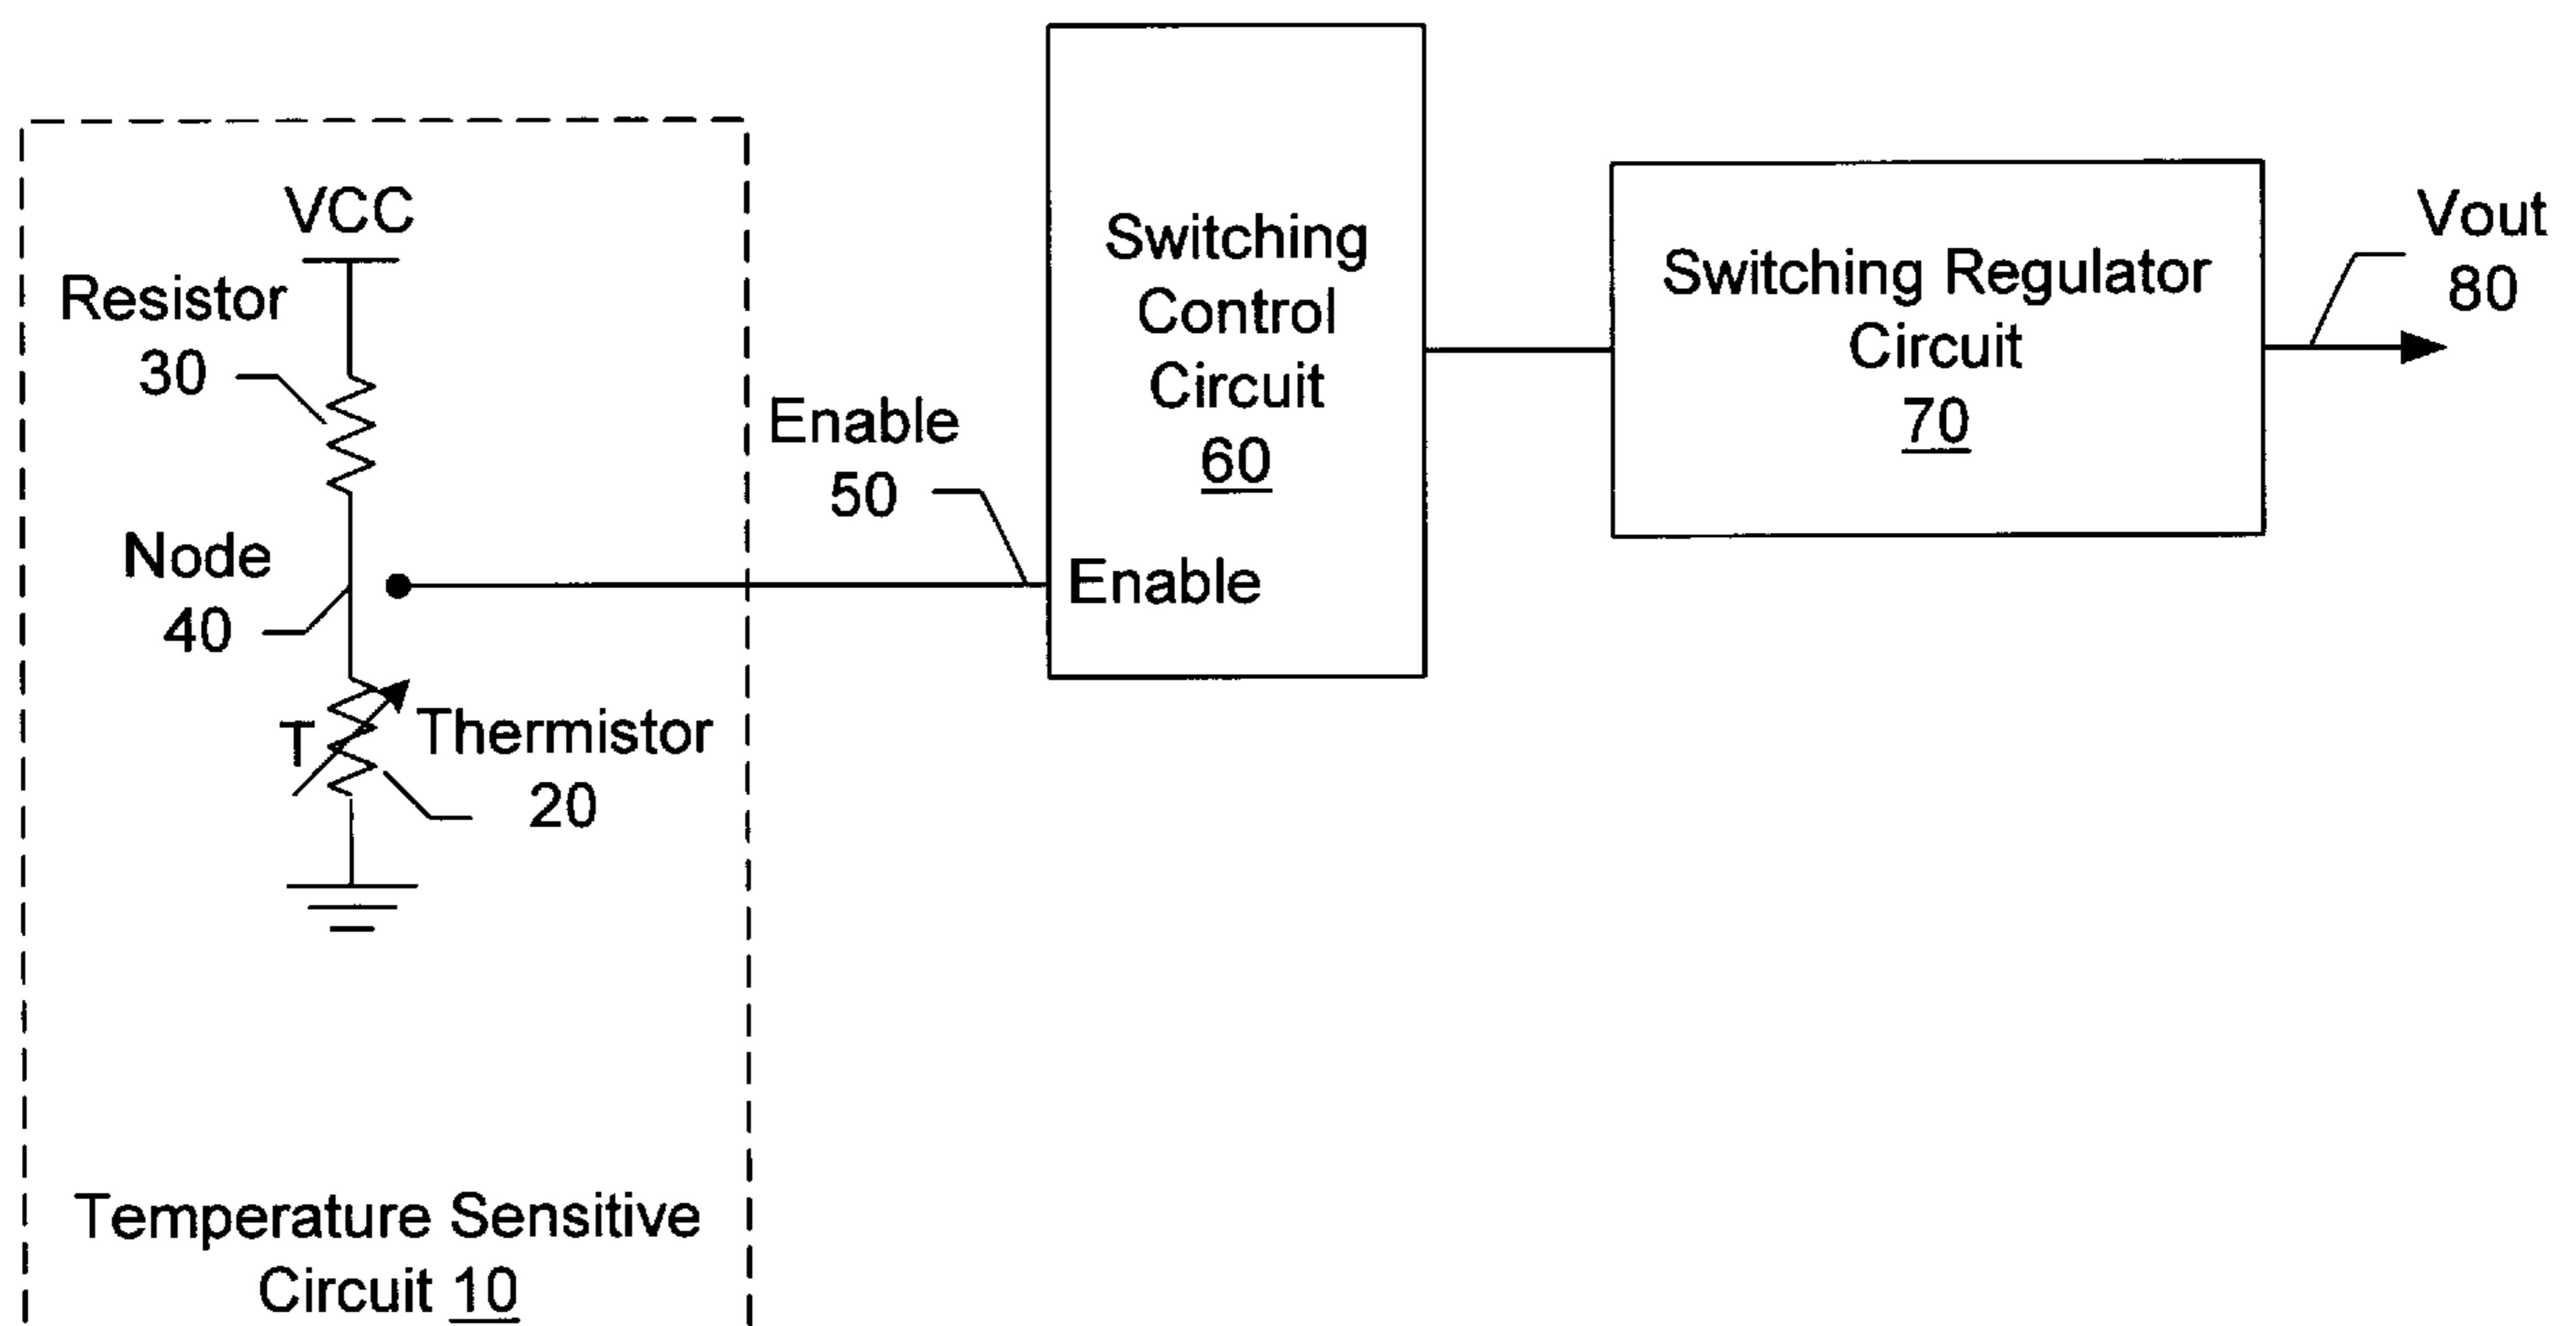 VCC
Resistor
30
Node
40
T
Thermistor
20
Temperature Sensitive
Circuit 10
Enable
50
Switching
Control
Circuit
60
Enable
Switching Regulator
Circuit
70
Vout
80